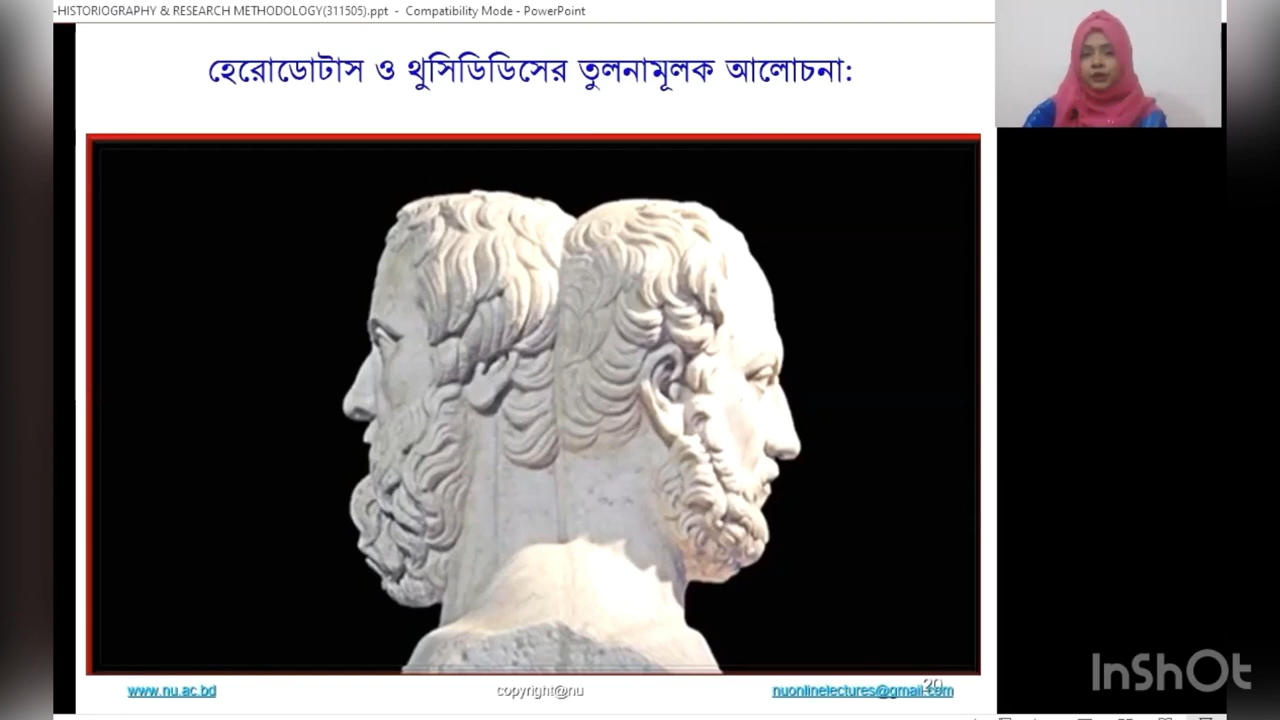 -HISTORIOGRAPHY & RESEARCH METHODOLOGY(311505).ppt - Compatibility Mode - PowerPoint
হেরোডোটাস ও থুসিডিডিসের তুলনামূলক আলোচনা:
www.nu.ac.bd
copyright@nu
nuonlinelectures@gmail.com
20
InShOt